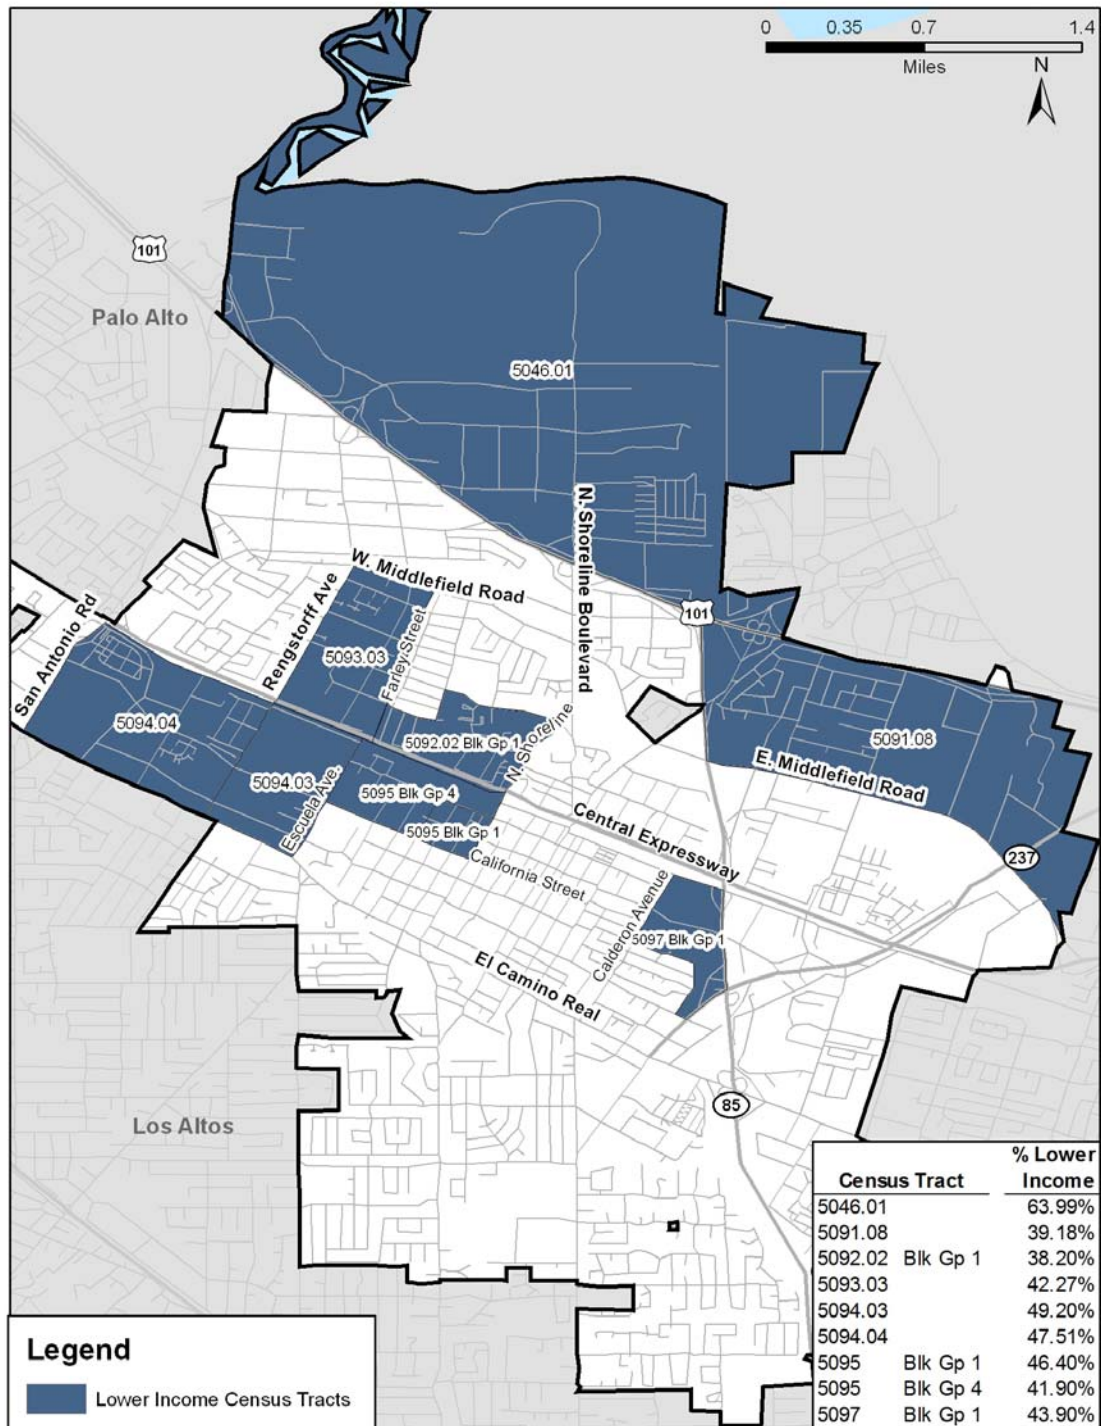 0 0.35 0.7 1.4
Miles
N
101
Palo Alto
5046.01
N. Shoreline Boulevard
W. Middlefield Road
Rengstorff Ave
101
San Antonio Rd
Farley Street
5093.03
N. Shoreline
5094.04
5092.02 Blk Gp 1
5091.08
E. Middlefield Road
5094.03
Escuela Ave.
5095 Blk Gp 4
5095 Blk Gp 1
Central Expressway
California Street
237
Calderon Avenue
5097 Blk Gp 1
El Camino Real
85
Los Altos
% Lower
Census Tract Income
5046.01 63.99%
5091.08 39.18%
5092.02 Blk Gp 1 38.20%
5093.03 42.27%
5094.03 49.20%
5094.04 47.51%
5095 Blk Gp 1 46.40%
5095 Blk Gp 4 41.90%
5097 Blk Gp 1 43.90%
Legend
Lower Income Census Tracts